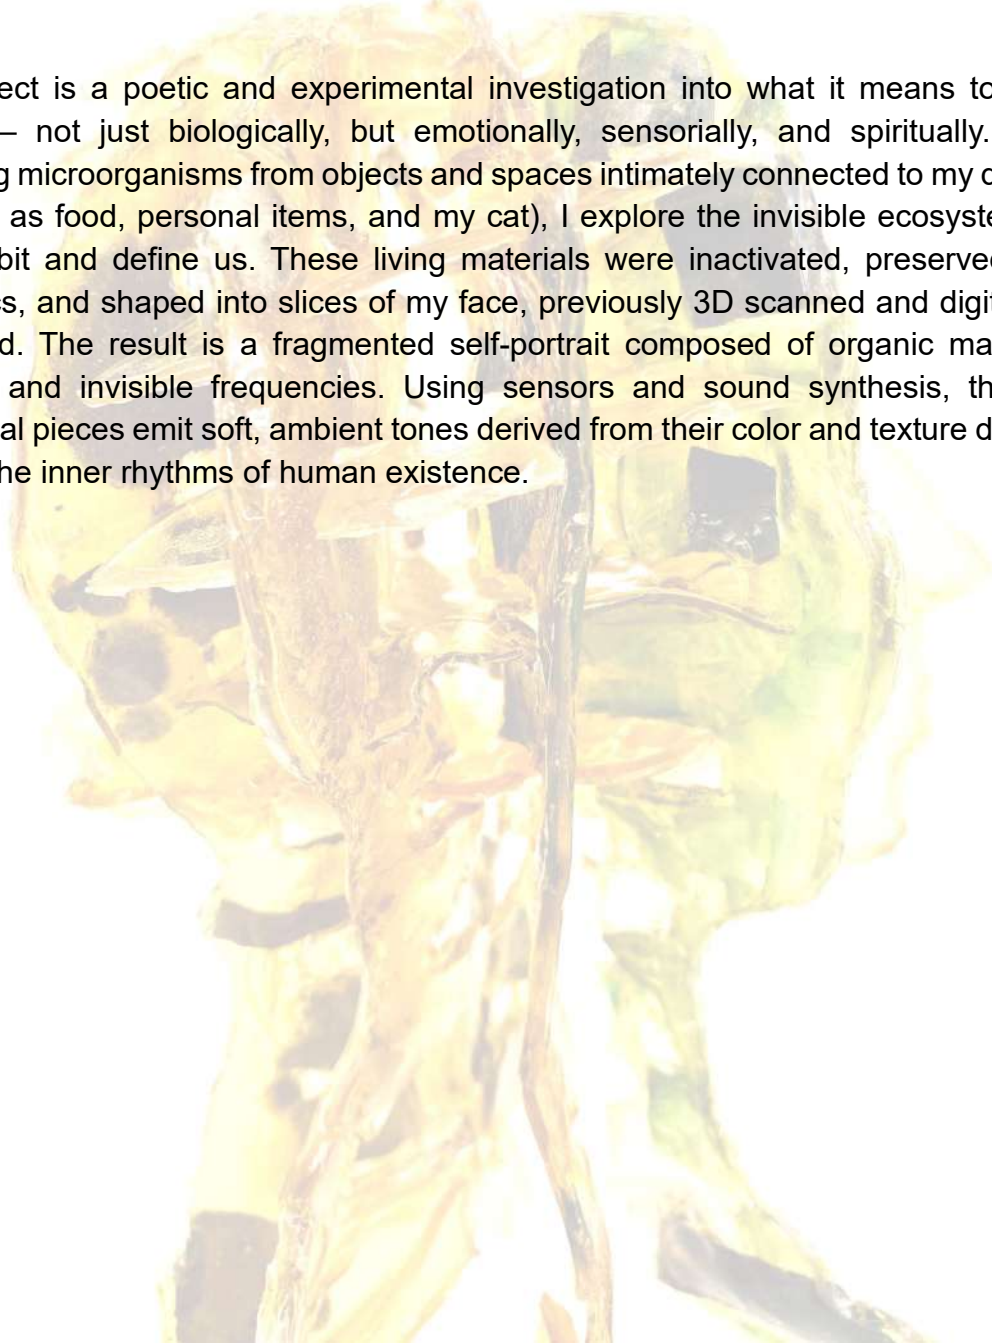 ect is a poetic and experimental investigation into what it means to
– not just biologically, but emotionally, sensorially, and spiritually.
g microorganisms from objects and spaces intimately connected to my d
as food, personal items, and my cat), I explore the invisible ecosyste
bit and define us. These living materials were inactivated, preserve
s, and shaped into slices of my face, previously 3D scanned and digit
d. The result is a fragmented self-portrait composed of organic ma
and invisible frequencies. Using sensors and sound synthesis, th
al pieces emit soft, ambient tones derived from their color and texture d
he inner rhythms of human existence.